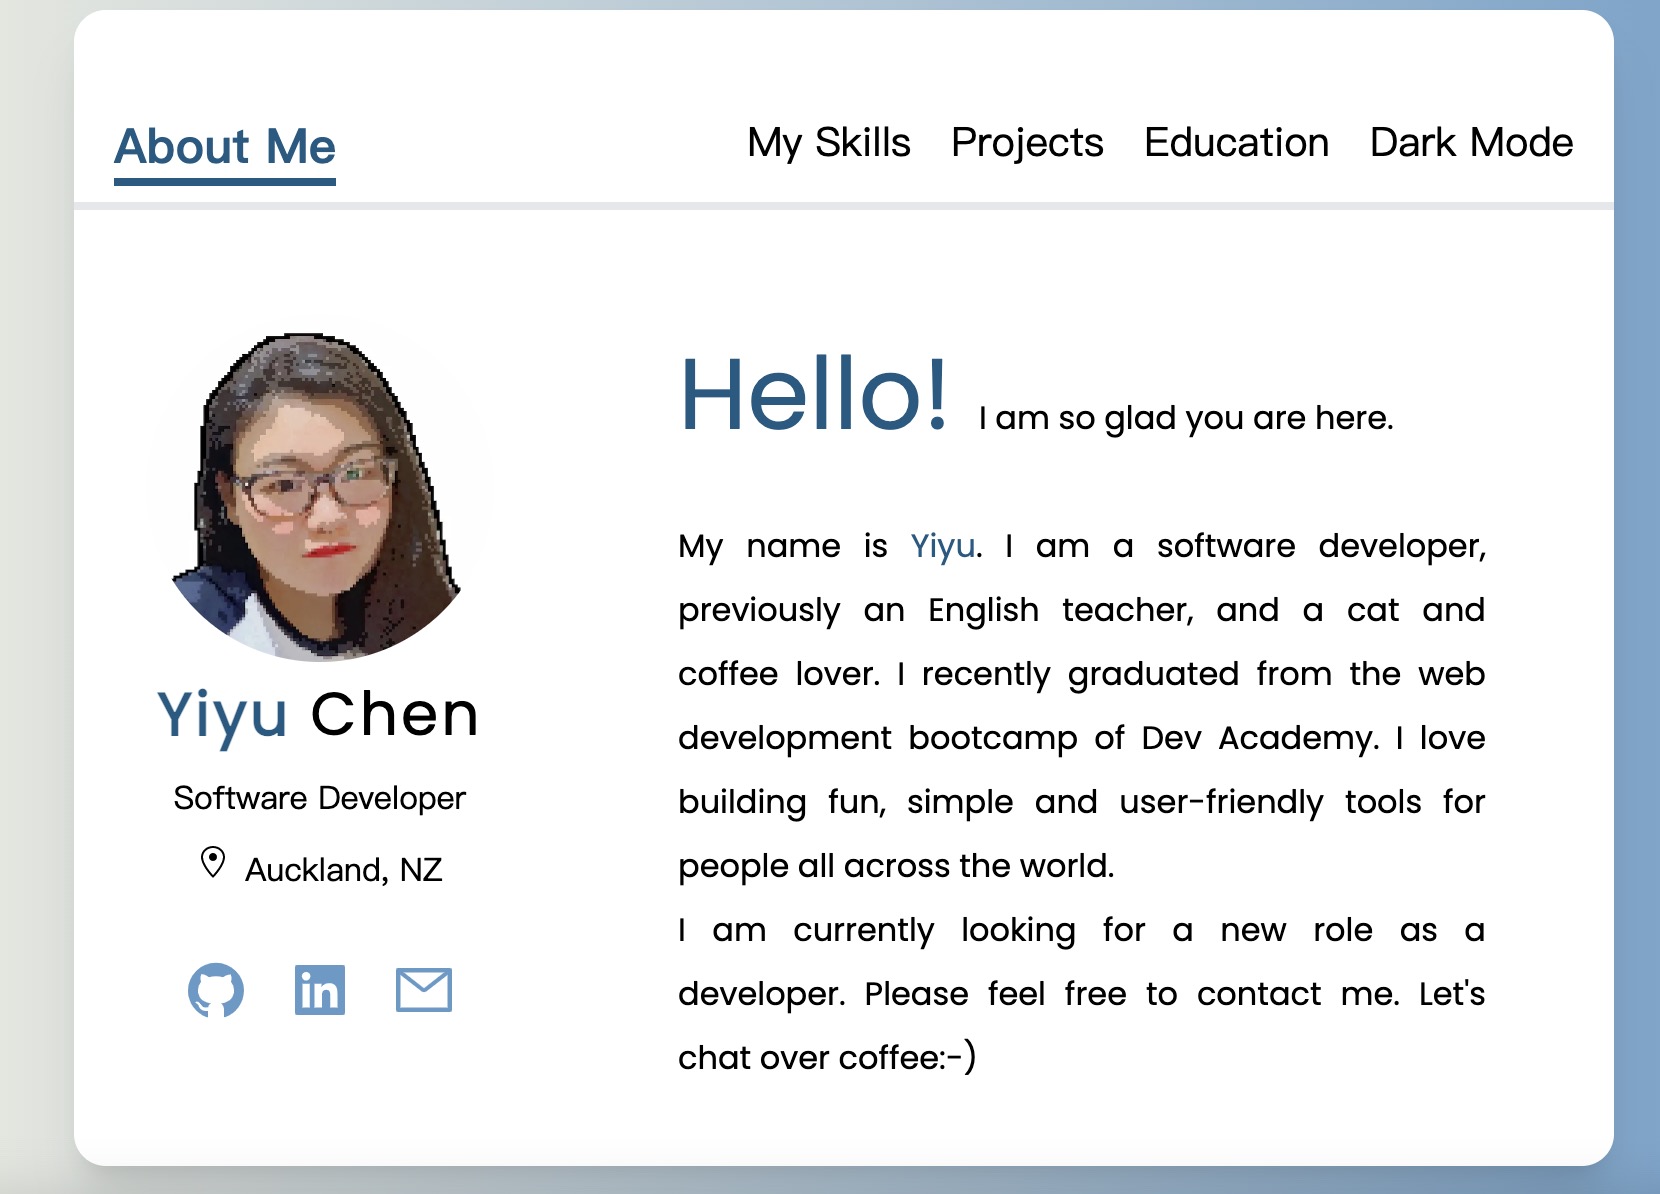 About Me
My Skills Projects Education Dark Mode
Hello! I am so glad you are here.
Yiyu Chen
Software Developer
Auckland, NZ
in
My name is Yiyu. I am a software developer,
previously an English teacher, and a cat and
coffee lover. I recently graduated from the web
development bootcamp of Dev Academy. I love
building fun, simple and user-friendly tools for
people all across the world.
I am currently looking for a new role as a
developer. Please feel free to contact me. Let's
chat over coffee:-)